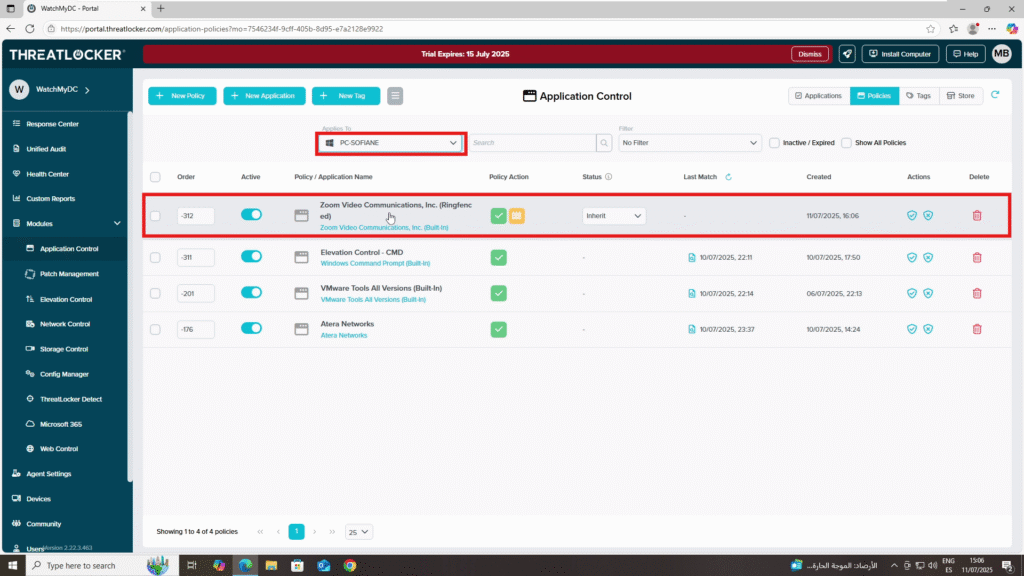 WatchMyDC - Portal
https://portal.threatlocker.com/application-policies?mo=7546234f-9cff-405b-8d95-e7a2128e9922
THREATLOCKER
Trial Expires: 15 July 2025
Dismiss
Install Computer
Help
MB
W
WatchMyDC
Response Center
Unified Audit
Health Center
Custom Reports
Modules
Application Control
Patch Management
Elevation Control
Network Control
Storage Control
Config Manager
ThreatLocker Detect
Microsoft 365
Web Control
Agent Settings
Devices
Community
Users
Version 2.22.3.463
New Policy
New Application
New Tag
Application Control
Applications
Policies
Tags
Store
Applies To
PC-SOFIANE
Search
Filter
No Filter
Inactive / Expired
Show All Policies
Order Active Policy / Application Name Policy Action Status Last Match Created Actions Delete
-312 Zoom Video Communications, Inc. (Ringfenc
ed)
Zoom Video Communications, Inc. (Built-In)
Inherit - 11/07/2025, 16:06
-311 Elevation Control - CMD
Windows Command Prompt (Built-In)
- 10/07/2025, 22:11 10/07/2025, 17:50
-201 VMware Tools All Versions (Built-In)
VMware Tools All Versions (Built-In)
- 10/07/2025, 22:14 06/07/2025, 22:13
-176 Atera Networks
Atera Networks
- 10/07/2025, 23:37 10/07/2025, 14:24
Showing 1 to 4 of 4 policies
1
25
Type here to search
الأرصاد: الموجة الحارة...
ENG
ES
15:06
11/07/2025